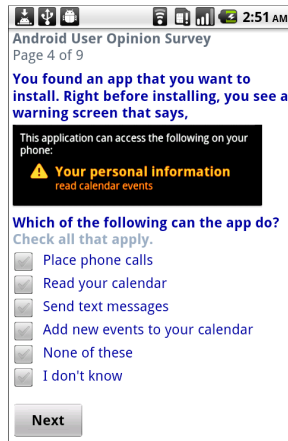 2:51 AM
Android User Opinion Survey
Page 4 of 9
You found an app that you want to
install. Right before installing, you see a
warning screen that says,
This application can access the following on your
phone:
Your personal information
read calendar events
Which of the following can the app do?
Check all that apply.
Place phone calls
Read your calendar
Send text messages
Add new events to your calendar
None of these
I don't know
Next